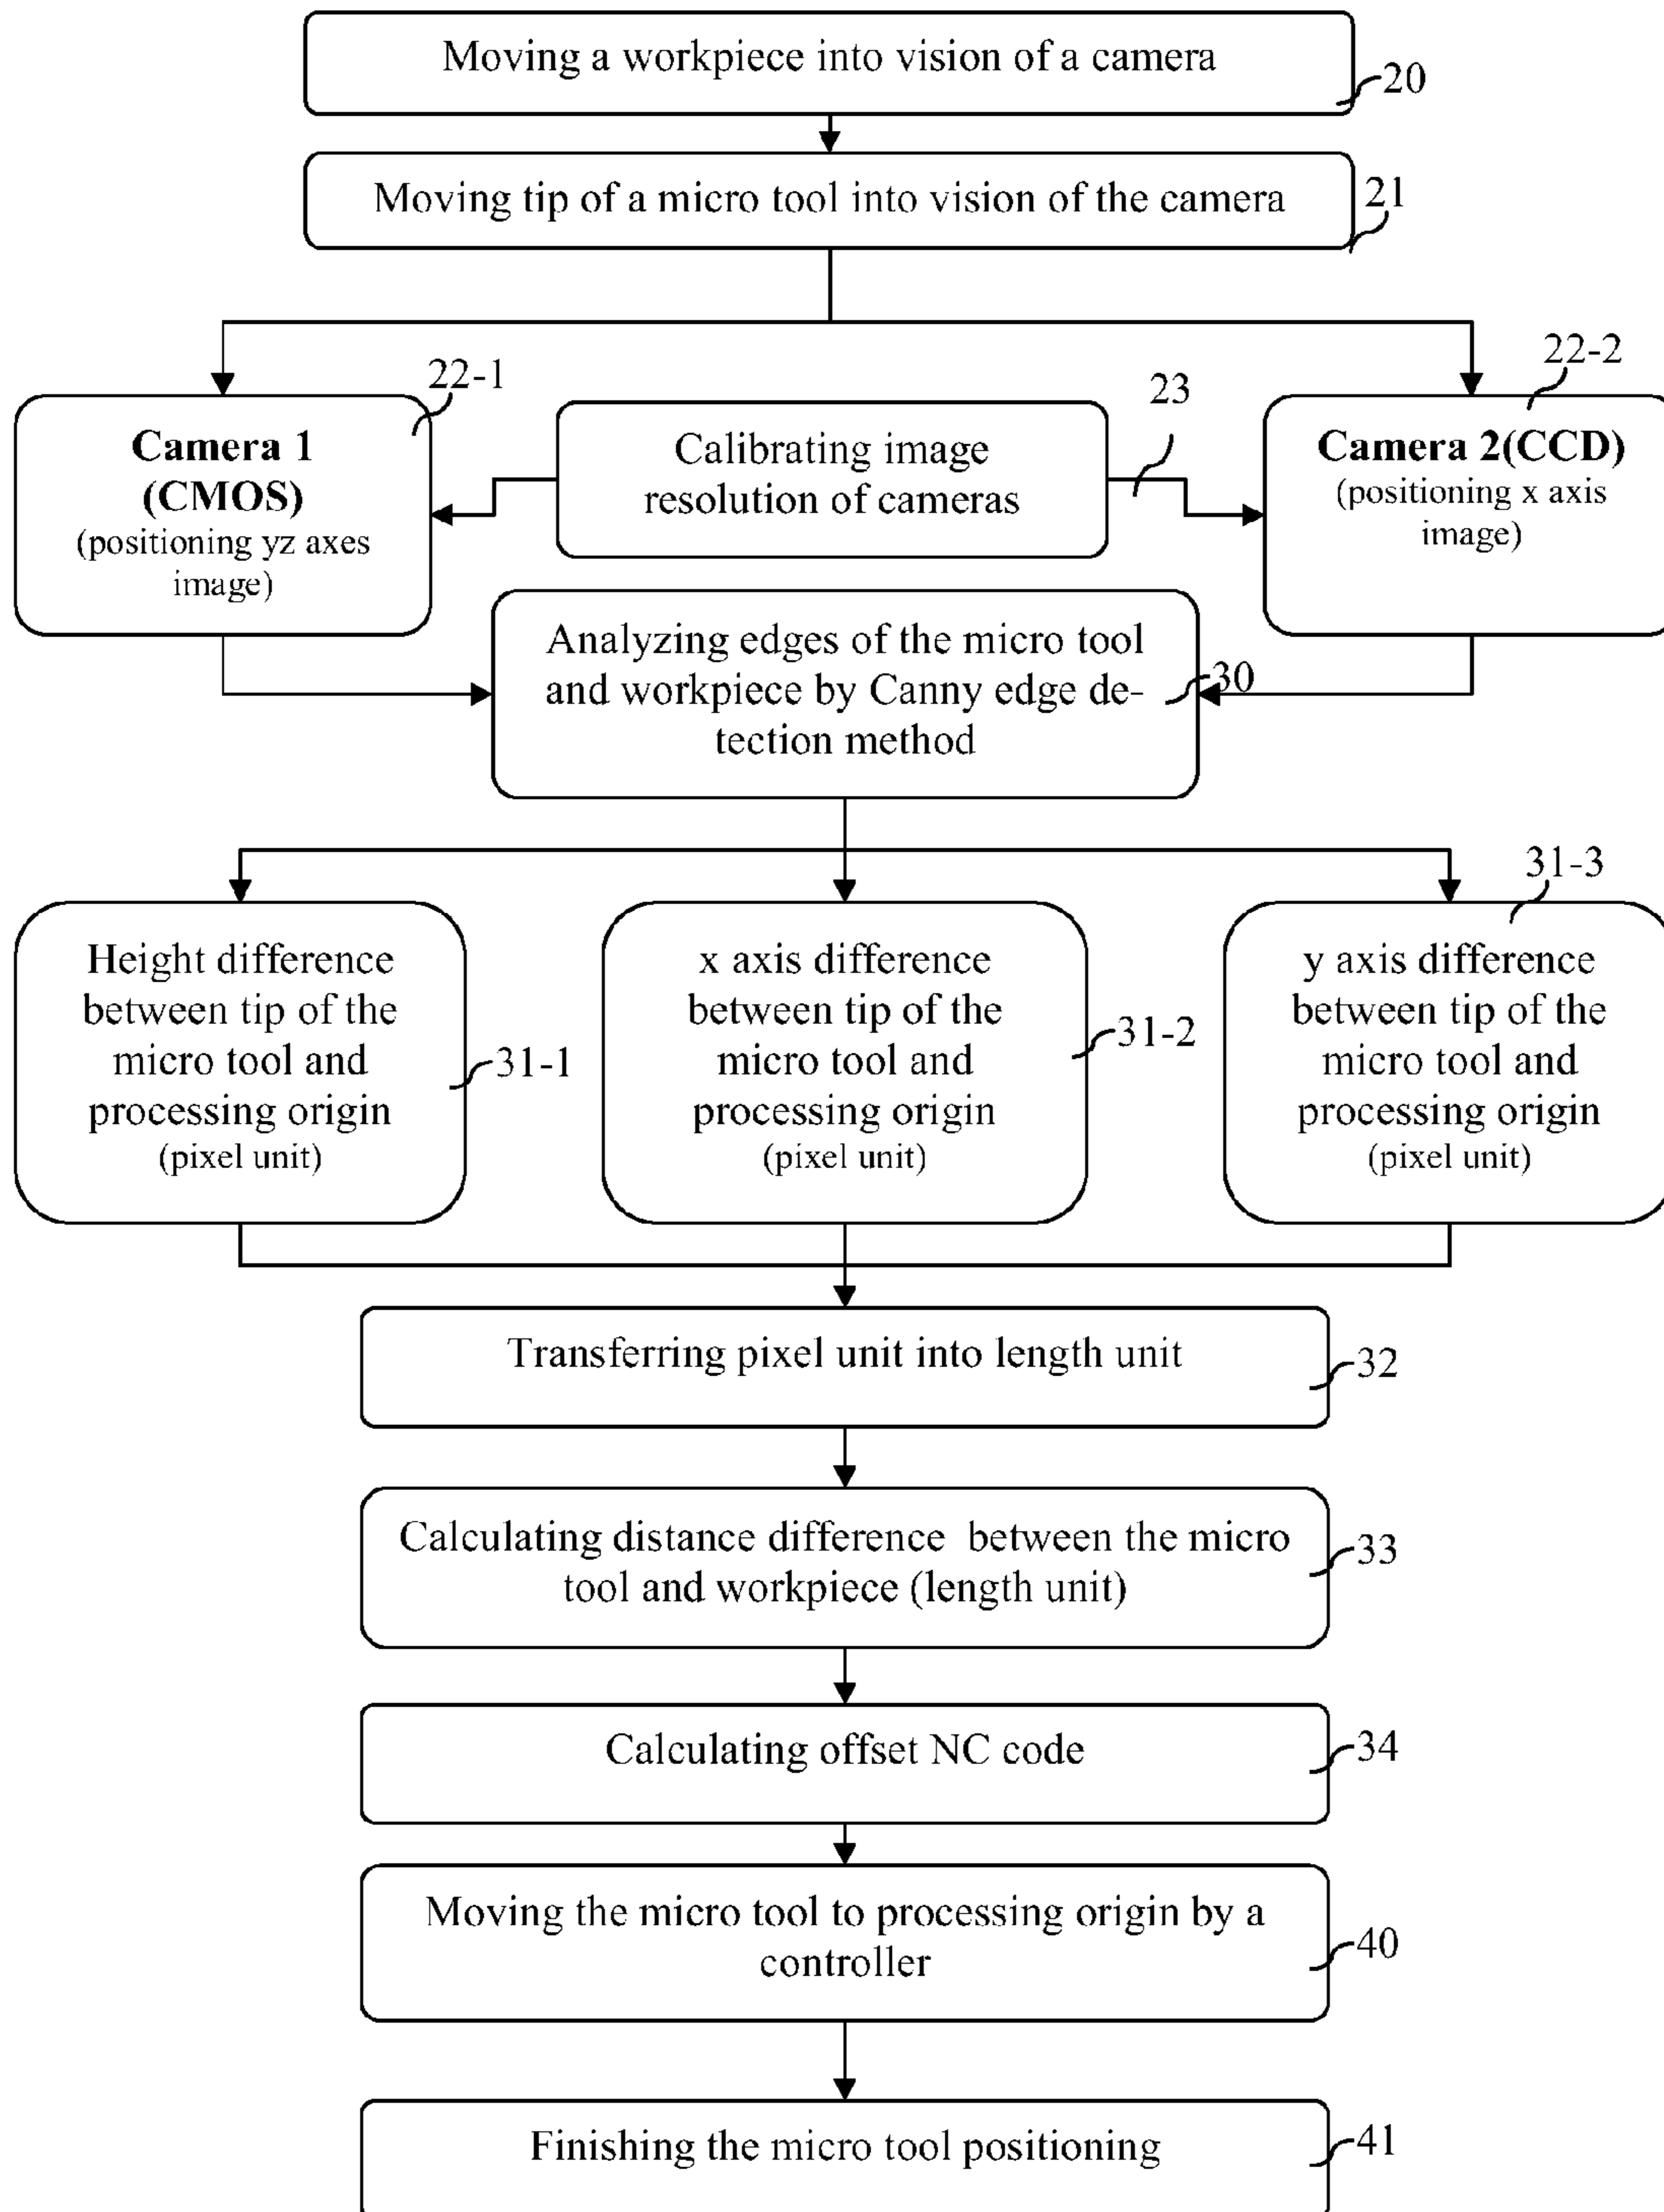 Moving a workpiece into vision of a camera
20
Moving tip of a micro tool into vision of the camera
21
22-1
Camera 1
(CMOS)
(positioning yz axes
image)
23
Calibrating image
resolution of cameras
22-2
Camera 2(CCD)
(positioning x axis
image)
Analyzing edges of the micro tool
and workpiece by Canny edge de-
tection method
30
Height difference
between tip of the
micro tool and
processing origin
(pixel unit)
31-1
x axis difference
between tip of the
micro tool and
processing origin
(pixel unit)
31-2
31-3
y axis difference
between tip of the
micro tool and
processing origin
(pixel unit)
Transferring pixel unit into length unit
32
Calculating distance difference between the micro
tool and workpiece (length unit)
33
Calculating offset NC code
34
Moving the micro tool to processing origin by a
controller
40
Finishing the micro tool positioning
41